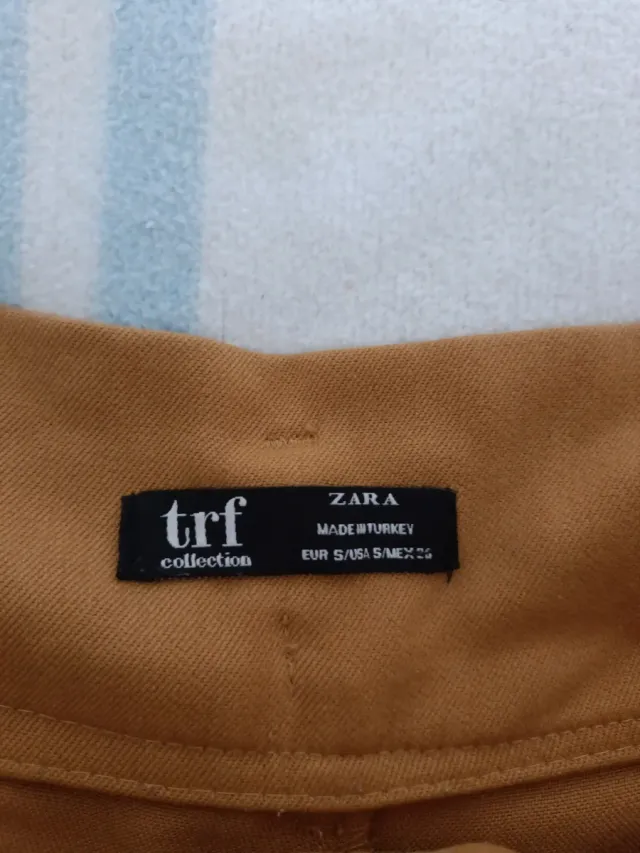 trf
collection
ZARA
MADE IN TURKEY
EUR S/USA S/MEX 26